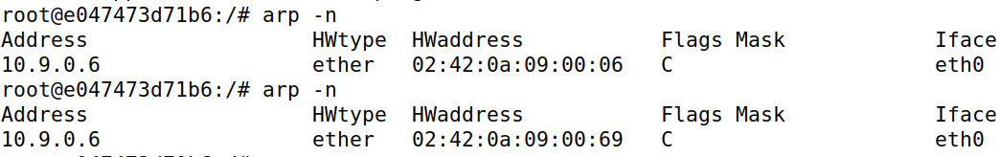 root@e047473d71b6:/# arp -n
Address                  HWtype  HWaddress           Flags Mask            Iface
10.9.0.6                 ether   02:42:0a:09:00:06   C                     eth0
root@e047473d71b6:/# arp -n
Address                  HWtype  HWaddress           Flags Mask            Iface
10.9.0.6                 ether   02:42:0a:09:00:69   C                     eth0